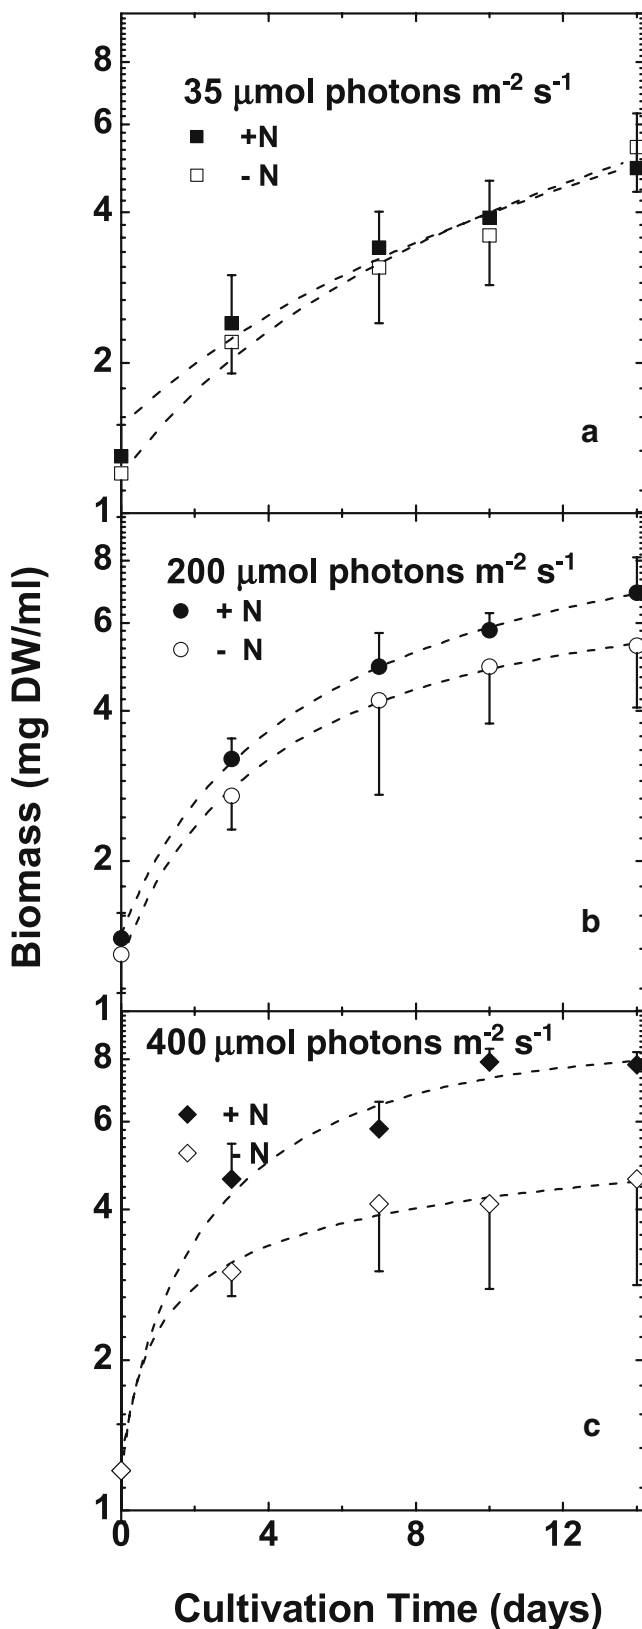 8
35 μmol photons m-2 s-1
6
+N
- N
4
2
a
1
8
200 μmol photons m-2 s-1
6
+ N
- N
4
2
b
1
400 μmol photons m-2 s-1
8
+ N
6
- N
4
2
c
1
0 4 8 12
Cultivation Time (days)
Biomass (mg DW/ml)